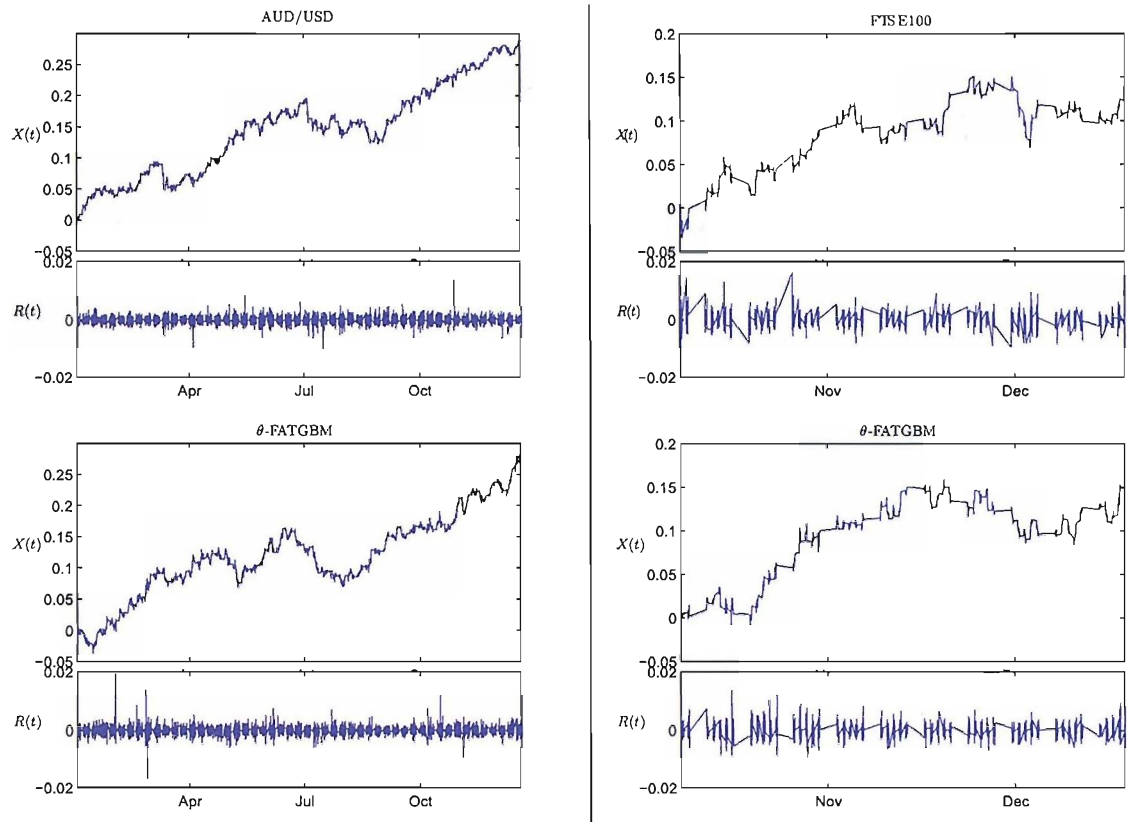 AUD/USD
0.25
0.2
0.15
X(t)
0.1
0.05
0
-0.05
0.02
R(t)
0
-0.02
Apr
Jul
Oct
θ-FATGBM
0.25
0.2
0.15
X(t)
0.1
0.05
0
-0.05
0.02
R(t)
0
-0.02
Apr
Jul
Oct
FTSE100
0.2
0.15
X(t)
0.1
0.05
0
-0.05
0.02
R(t)
0
-0.02
Nov
Dec
θ-FATGBM
0.2
0.15
X(t)
0.1
0.05
0
-0.05
0.02
R(t)
0
-0.02
Nov
Dec